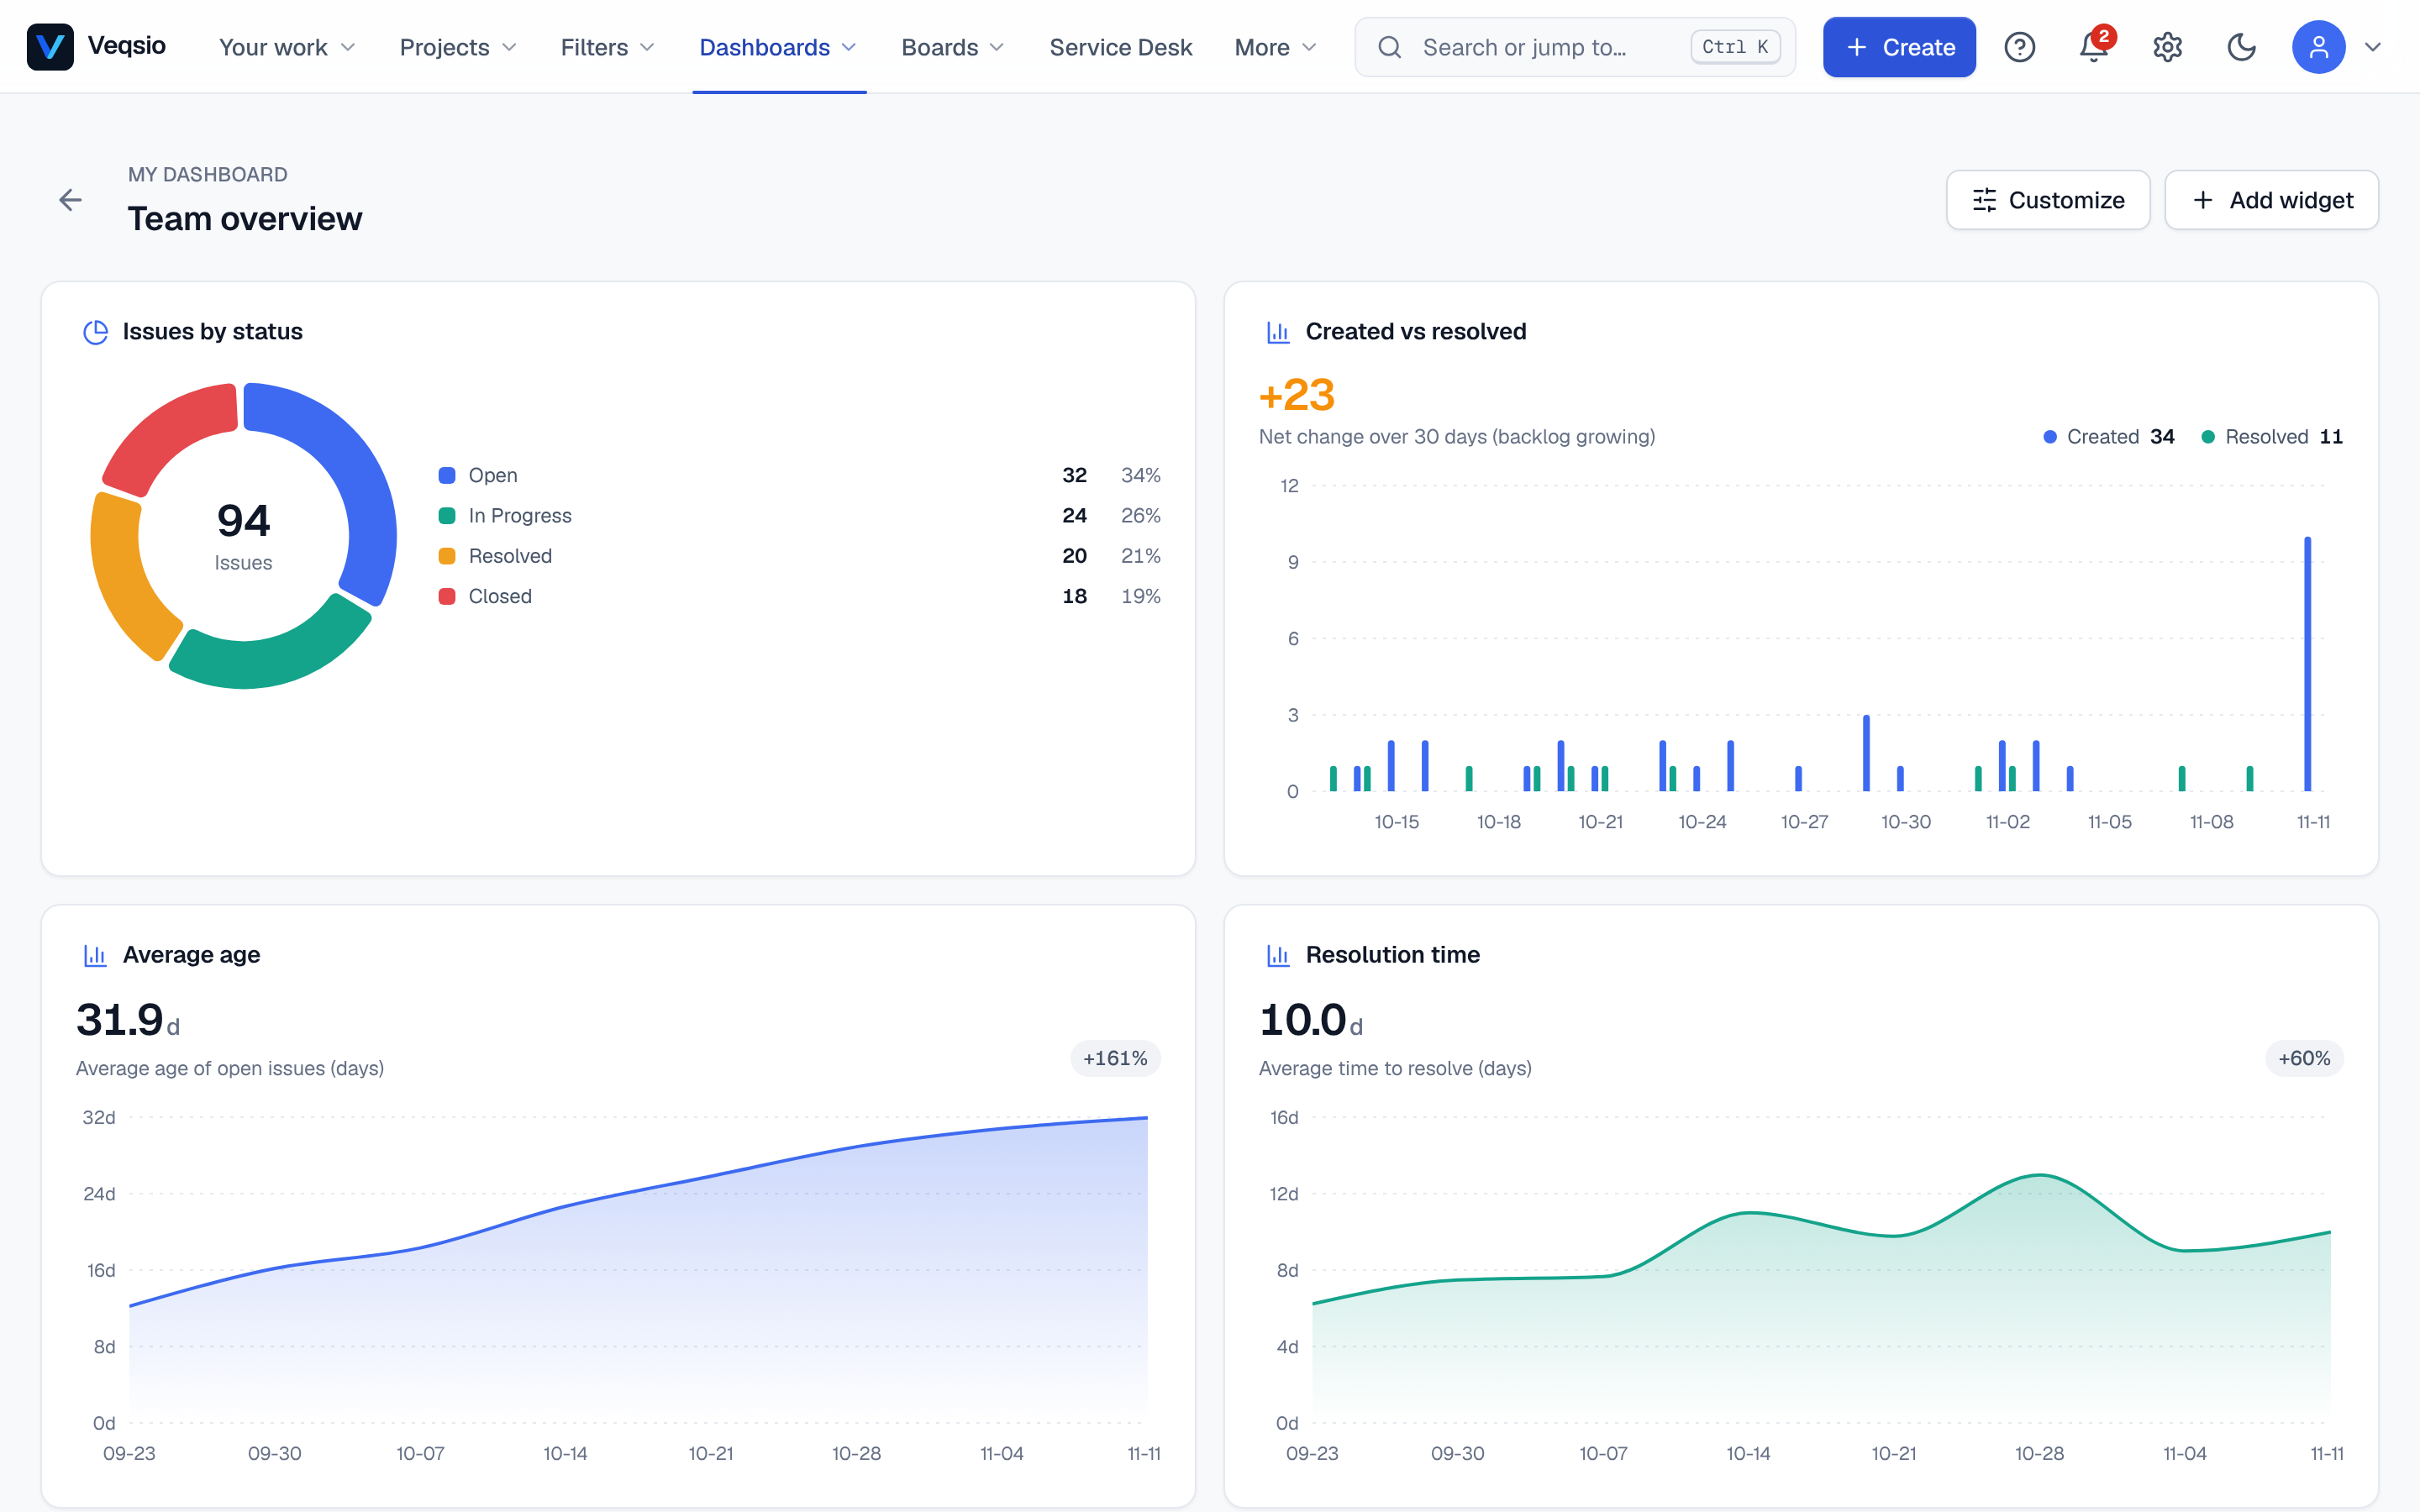 Veqsio Your work Projects Filters Dashboards Boards Service Desk More Search or jump to... Ctrl K + Create 2
MY DASHBOARD
Team overview
Customize
+ Add widget
Issues by status
94
Issues
Open 32 34%
In Progress 24 26%
Resolved 20 21%
Closed 18 19%
Created vs resolved
+23
Net change over 30 days (backlog growing)
Created 34 Resolved 11
12
9
6
3
0
10-15 10-18 10-21 10-24 10-27 10-30 11-02 11-05 11-08 11-11
Average age
31.9 d
Average age of open issues (days)
+161%
32d
24d
16d
8d
0d
09-23 09-30 10-07 10-14 10-21 10-28 11-04 11-11
Resolution time
10.0 d
Average time to resolve (days)
+60%
16d
12d
8d
4d
0d
09-23 09-30 10-07 10-14 10-21 10-28 11-04 11-11